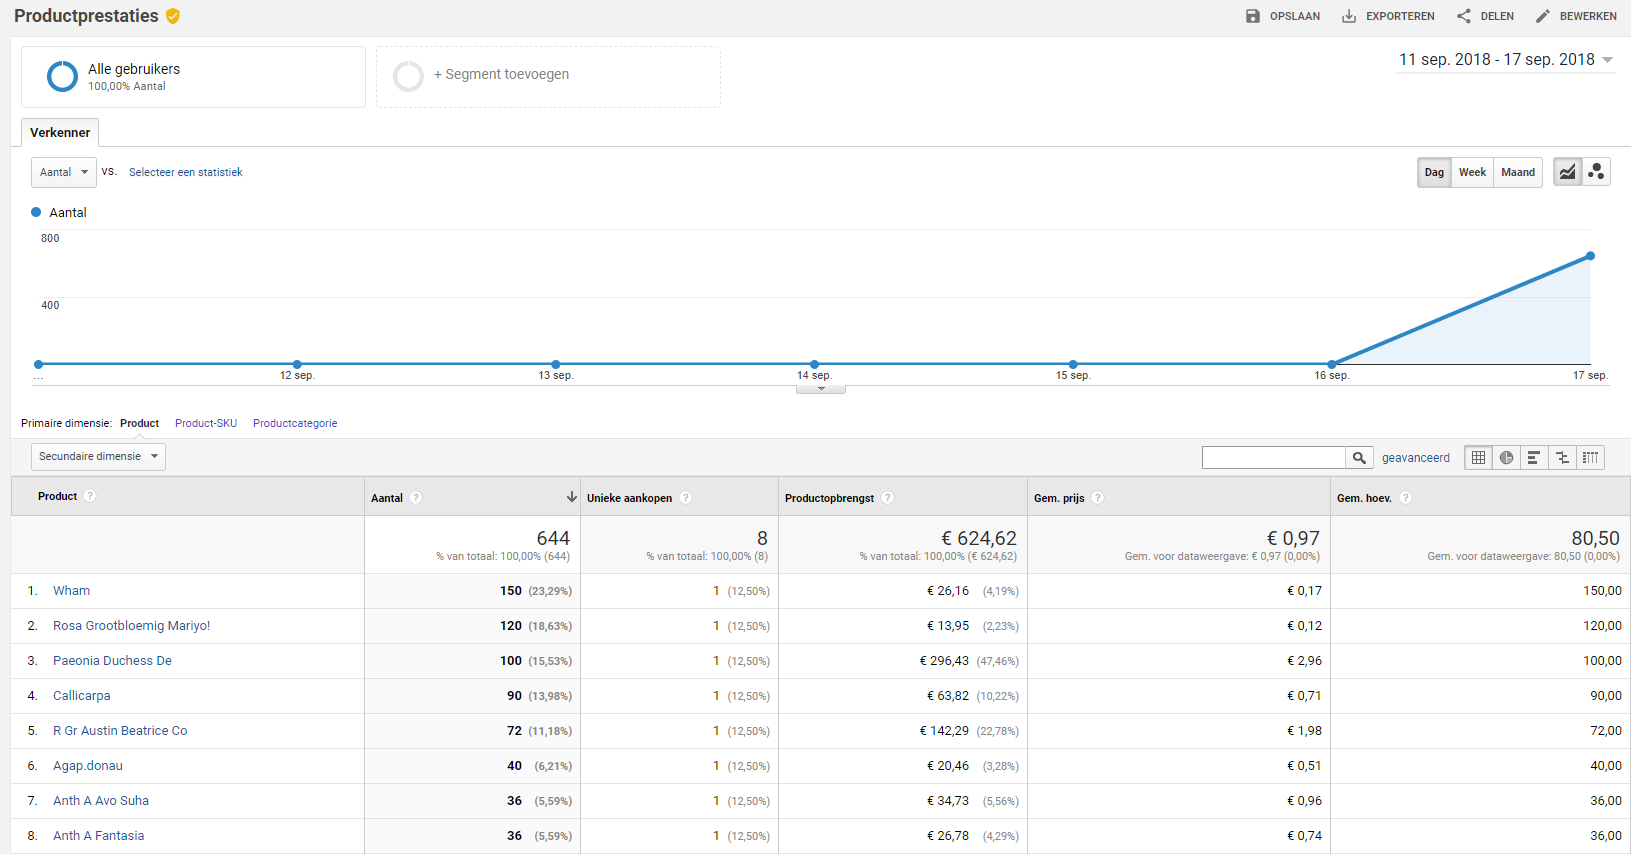 Productprestaties
OPSLAAN EXPORTEREN DELEN BEWERKEN
Alle gebruikers
100,00% Aantal
+ Segment toevoegen
11 sep. 2018 - 17 sep. 2018
Verkenner
Aantal vs. Selecteer een statistiek
Dag Week Maand
Aantal
800
400
... 12 sep. 13 sep. 14 sep. 15 sep. 16 sep. 17 sep.
Primaire dimensie: Product Product-SKU Productcategorie
Secundaire dimensie
geavanceerd
Product ? Aantal ? Unieke aankopen ? Productopbrengst ? Gem. prijs ? Gem. hoev. ?
644 8 € 624,62 € 0,97 80,50
% van totaal: 100,00% (644) % van totaal: 100,00% (8) % van totaal: 100,00% (€ 624,62) Gem. voor dataweergave: € 0,97 (0,00%) Gem. voor dataweergave: 80,50 (0,00%)
1. Wham 150 (23,29%) 1 (12,50%) € 26,16 (4,19%) € 0,17 150,00
2. Rosa Grootbloemig Mariyo! 120 (18,63%) 1 (12,50%) € 13,95 (2,23%) € 0,12 120,00
3. Paeonia Duchess De 100 (15,53%) 1 (12,50%) € 296,43 (47,46%) € 2,96 100,00
4. Callicarpa 90 (13,98%) 1 (12,50%) € 63,82 (10,22%) € 0,71 90,00
5. R Gr Austin Beatrice Co 72 (11,18%) 1 (12,50%) € 142,29 (22,78%) € 1,98 72,00
6. Agap.donau 40 (6,21%) 1 (12,50%) € 20,46 (3,28%) € 0,51 40,00
7. Anth A Avo Suha 36 (5,59%) 1 (12,50%) € 34,73 (5,56%) € 0,96 36,00
8. Anth A Fantasia 36 (5,59%) 1 (12,50%) € 26,78 (4,29%) € 0,74 36,00